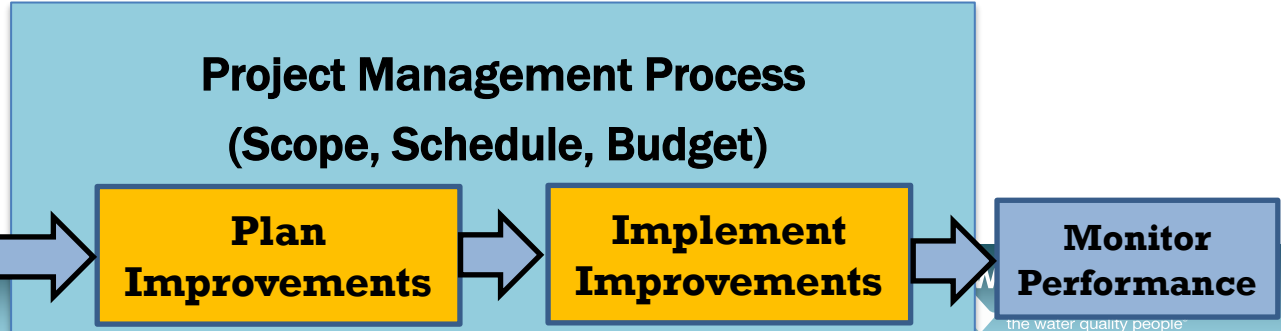 Project Management Process
(Scope, Schedule, Budget)
Plan
Improvements
Implement
Improvements
Monitor
Performance
the water quality people